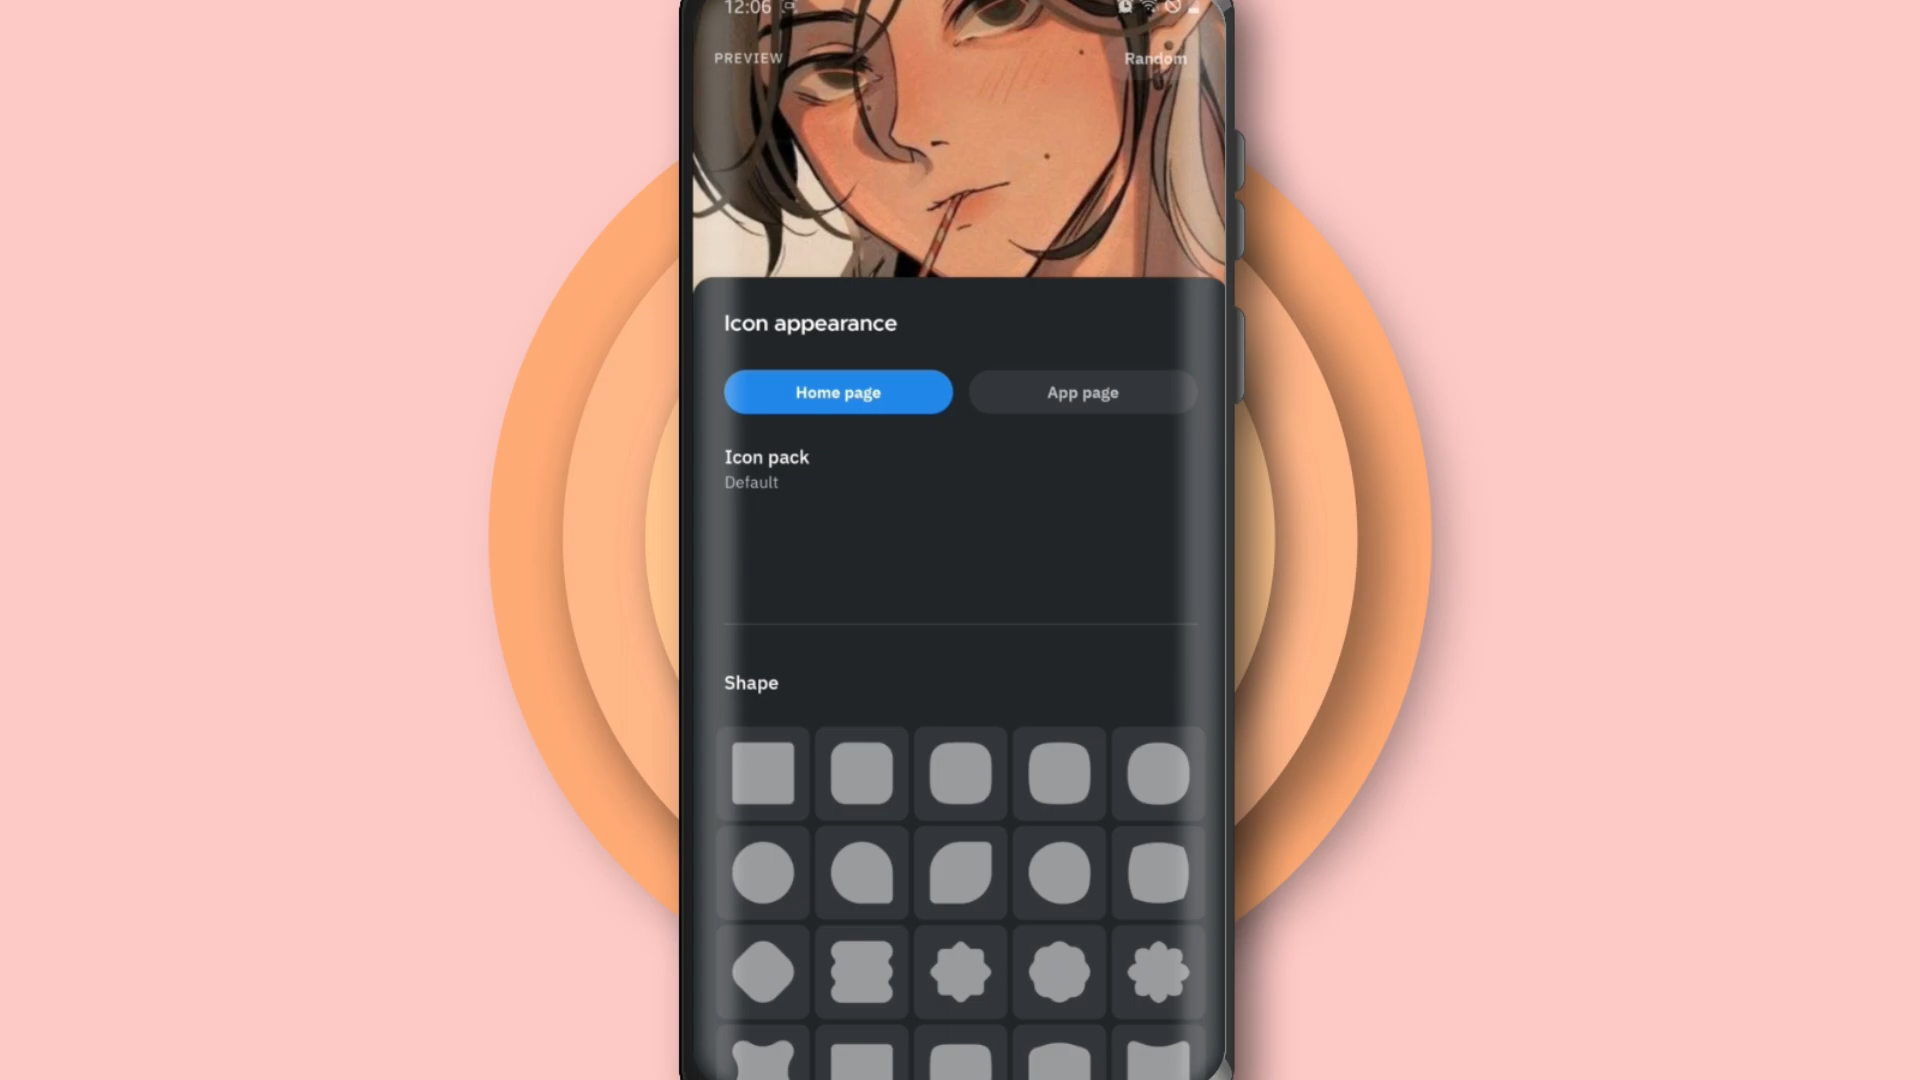 12:06
PREVIEW
Random
Icon appearance
Home page
App page
Icon pack
Default
Shape